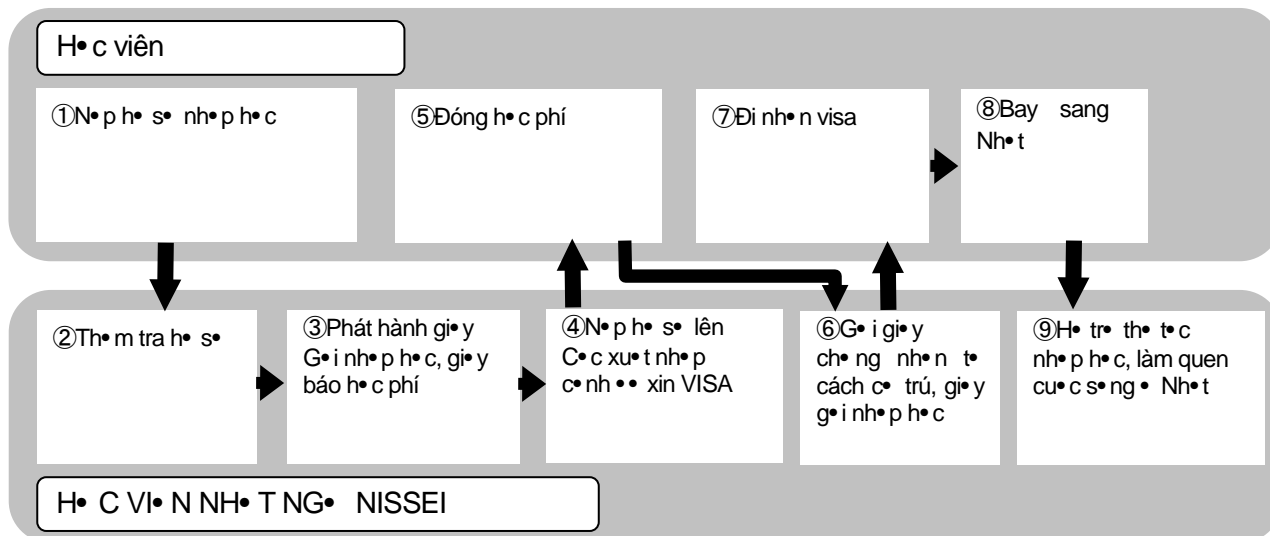 H• c viên
①N• p h• s• nh• p h• c
⑤Đóng h• c phí
⑦Đi nh• n visa
⑧Bay sang
Nh• t
②Th• m tra h• s•
③Phát hành gi• y
G• i nh• p h• c, gi• y
báo h• c phí
④N• p h• s• lên
C• c xu• t nh• p
c• nh •• xin VISA
⑥G• i gi• y
ch• ng nh• n t•
cách c• trú, gi• y
g• i nh• p h• c
⑨H• tr• th• t• c
nh• p h• c, làm quen
cu• c s• ng • Nh• t
H• C VI• N NH• T NG• NISSEI